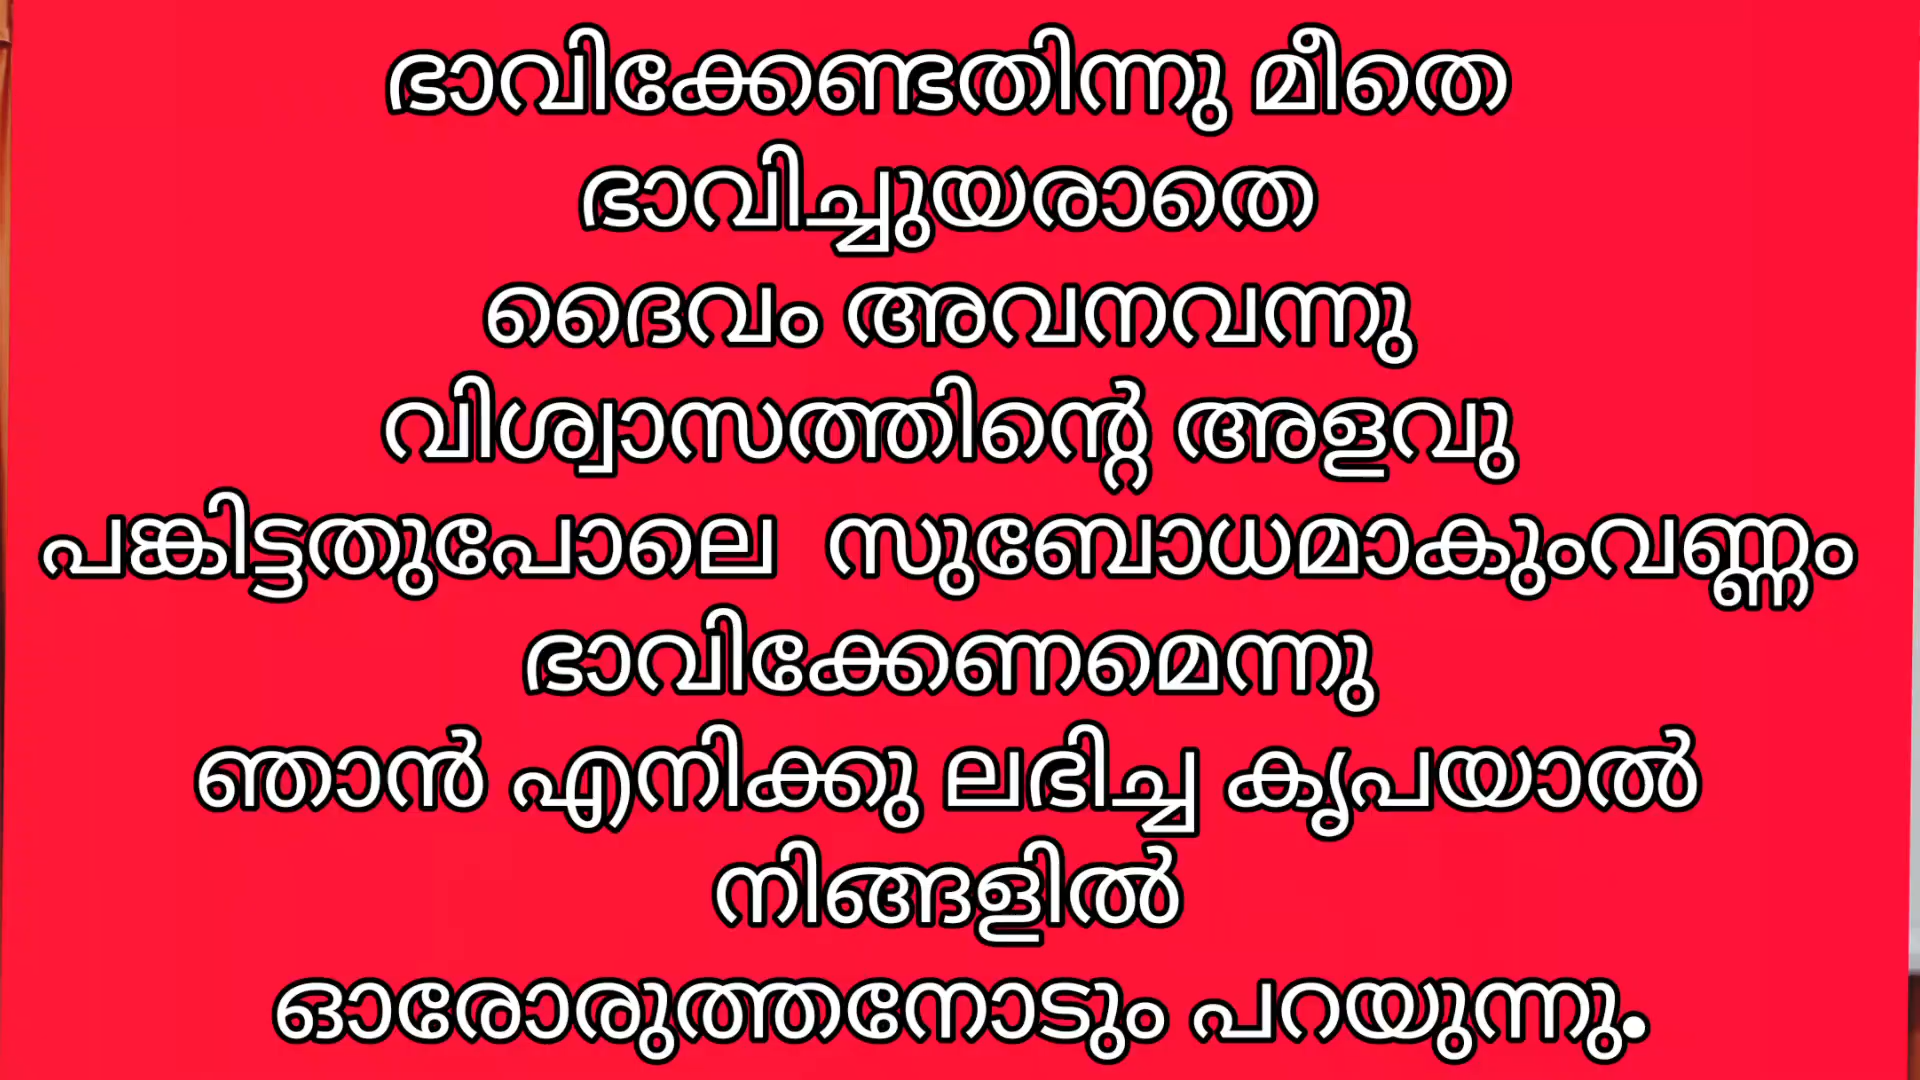 ഭാവിക്കേണ്ടതിന്നു മീതെ
ഭാവിച്ചുയരാതെ
ദൈവം അവനവന്നു
വിശ്വാസത്തിന്റെ അളവു
പങ്കിട്ടതുപോലെ സുബോധമാകുംവണ്ണം
ഭാവിക്കേണമെന്നു
ഞാൻ എനിക്കു ലഭിച്ച കൃപയാൽ
നിങ്ങളിൽ
ഓരോരുത്തനോടും പറയുന്നു.